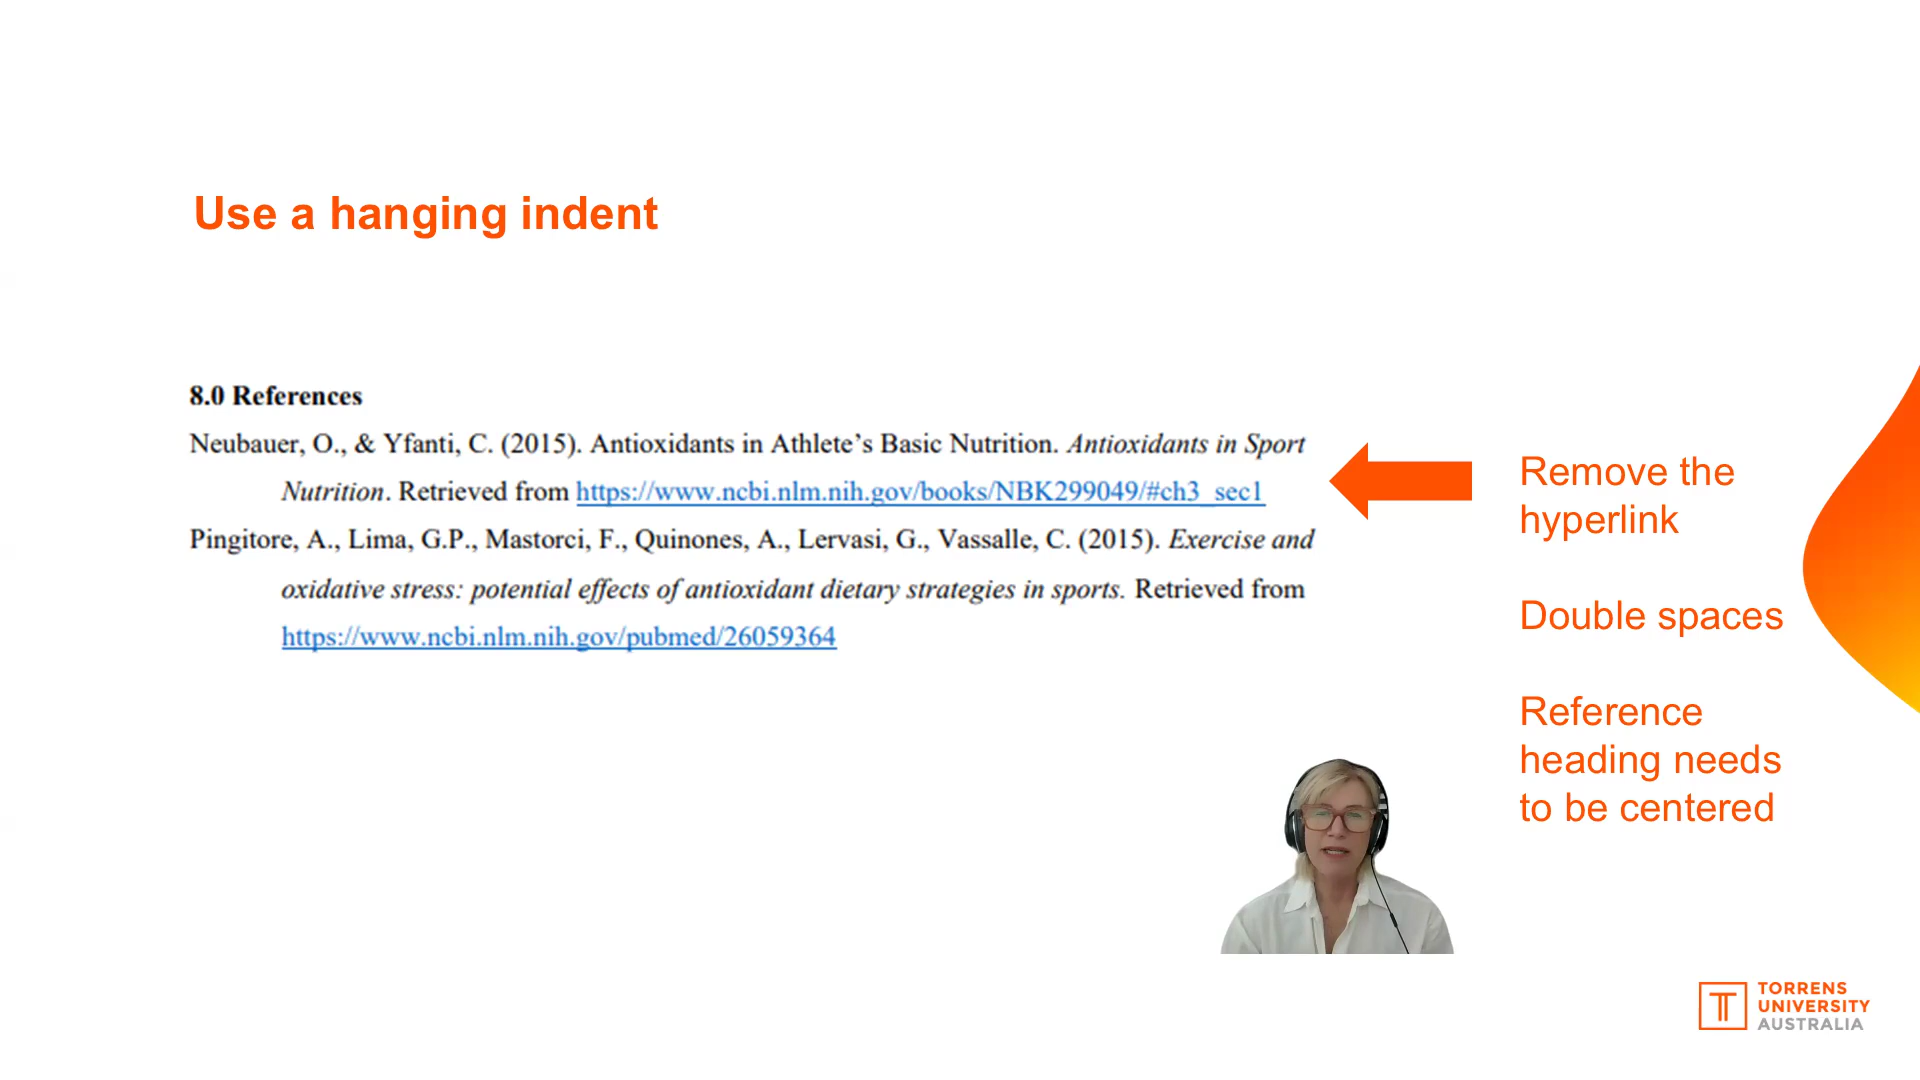 Use a hanging indent
8.0 References
Neubauer, O., & Yfanti, C. (2015). Antioxidants in Athlete’s Basic Nutrition. Antioxidants in Sport
Nutrition. Retrieved from https://www.ncbi.nlm.nih.gov/books/NBK299049/#ch3_sec1
Pingitore, A., Lima, G.P., Mastorci, F., Quinones, A., Lervasi, G., Vassalle, C. (2015). Exercise and
oxidative stress: potential effects of antioxidant dietary strategies in sports. Retrieved from
https://www.ncbi.nlm.nih.gov/pubmed/26059364
Remove the
hyperlink
Double spaces
Reference
heading needs
to be centered
TORRENS
UNIVERSITY
AUSTRALIA